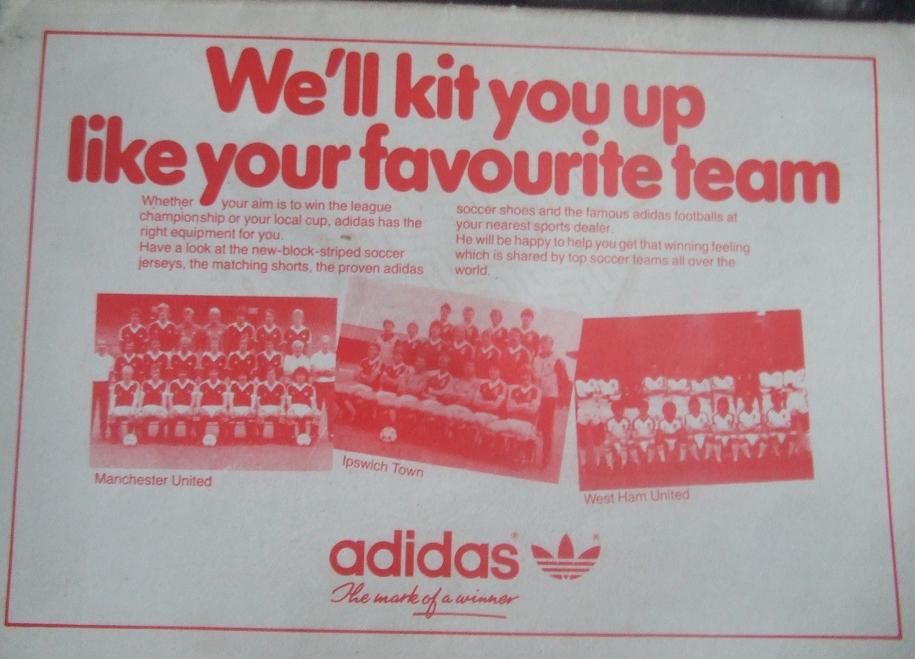 We'll kit you up
like your favourite team
Whether your aim is to win the league
championship or your local cup, adidas has the
right equipment for you.
Have a look at the new-block-striped soccer
jerseys, the matching shorts, the proven adidas
soccer shoes and the famous adidas footballs at
your nearest sports dealer.
He will be happy to help you get that winning feeling
which is shared by top soccer teams all over the
world.
Manchester United
Ipswich Town
West Ham United
adidas®
®
The mark of a winner